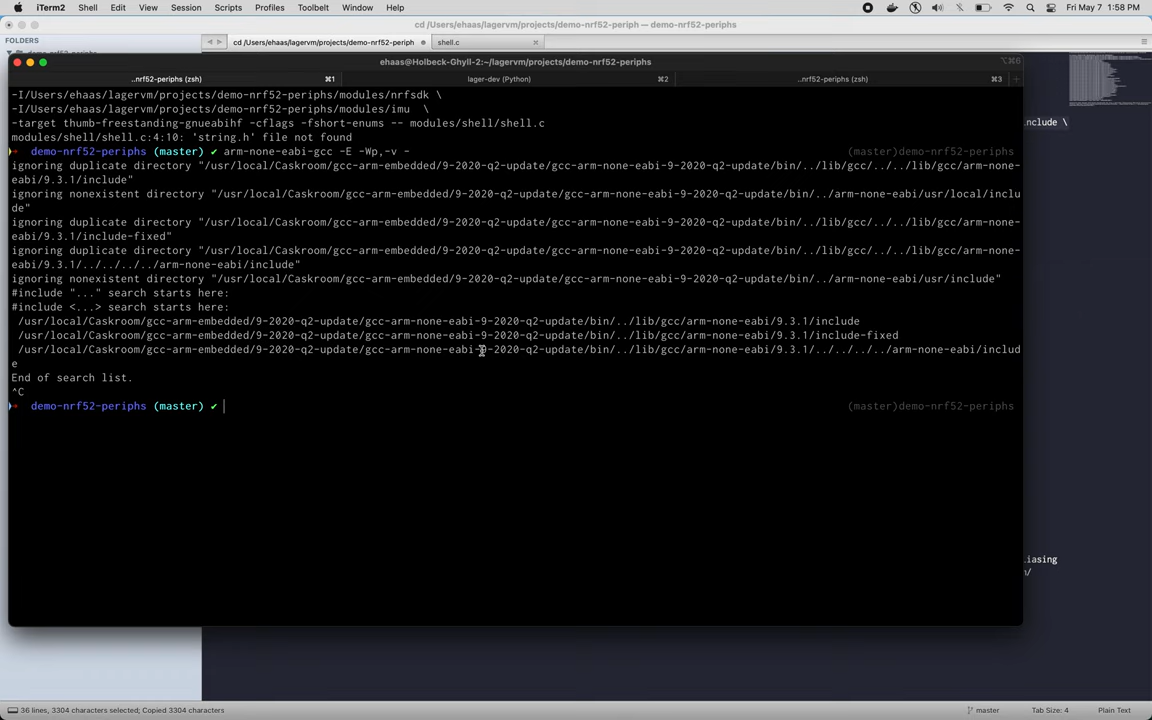 iTerm2 Shell Edit View Session Scripts Profiles Toolbelt Window Help Fri May 7 1:58 PM
cd /Users/ehaas/lagervm/projects/demo-nrf52-periph — demo-nrf52-periphs
FOLDERS
cd /Users/ehaas/lagervm/projects/demo-nrf52-periph shell.c
ehaas@Holbeck-Ghyll-2:~/lagervm/projects/demo-nrf52-periphs ⌥⌘6
..nrf52-periphs (zsh) ⌘1 lager-dev (Python) ⌘2 ..nrf52-periphs (zsh) ⌘3
-I/Users/ehaas/lagervm/projects/demo-nrf52-periphs/modules/nrfsdk \
-I/Users/ehaas/lagervm/projects/demo-nrf52-periphs/modules/imu  \
-target thumb-freestanding-gnueabihf -cflags -fshort-enums -- modules/shell/shell.c
modules/shell/shell.c:4:10: 'string.h' file not found
➜ demo-nrf52-periphs (master) ✔ arm-none-eabi-gcc -E -Wp,-v - (master)demo-nrf52-periphs
ignoring duplicate directory "/usr/local/Caskroom/gcc-arm-embedded/9-2020-q2-update/gcc-arm-none-eabi-9-2020-q2-update/bin/../lib/gcc/../../lib/gcc/arm-none-
eabi/9.3.1/include"
ignoring nonexistent directory "/usr/local/Caskroom/gcc-arm-embedded/9-2020-q2-update/gcc-arm-none-eabi-9-2020-q2-update/bin/../arm-none-eabi/usr/local/inclu
de"
ignoring duplicate directory "/usr/local/Caskroom/gcc-arm-embedded/9-2020-q2-update/gcc-arm-none-eabi-9-2020-q2-update/bin/../lib/gcc/../../lib/gcc/arm-none-
eabi/9.3.1/include-fixed"
ignoring duplicate directory "/usr/local/Caskroom/gcc-arm-embedded/9-2020-q2-update/gcc-arm-none-eabi-9-2020-q2-update/bin/../lib/gcc/../../lib/gcc/arm-none-
eabi/9.3.1/../../../../arm-none-eabi/include"
ignoring nonexistent directory "/usr/local/Caskroom/gcc-arm-embedded/9-2020-q2-update/gcc-arm-none-eabi-9-2020-q2-update/bin/../arm-none-eabi/usr/include"
#include "..." search starts here:
#include <...> search starts here:
/usr/local/Caskroom/gcc-arm-embedded/9-2020-q2-update/gcc-arm-none-eabi-9-2020-q2-update/bin/../lib/gcc/arm-none-eabi/9.3.1/include
/usr/local/Caskroom/gcc-arm-embedded/9-2020-q2-update/gcc-arm-none-eabi-9-2020-q2-update/bin/../lib/gcc/arm-none-eabi/9.3.1/include-fixed
/usr/local/Caskroom/gcc-arm-embedded/9-2020-q2-update/gcc-arm-none-eabi-9-2020-q2-update/bin/../lib/gcc/arm-none-eabi/9.3.1/../../../../arm-none-eabi/includ
e
End of search list.
^C
➜ demo-nrf52-periphs (master) ✔ (master)demo-nrf52-periphs
nclude \
iasing
n/
36 lines, 3304 characters selected; Copied 3304 characters master Tab Size: 4 Plain Text